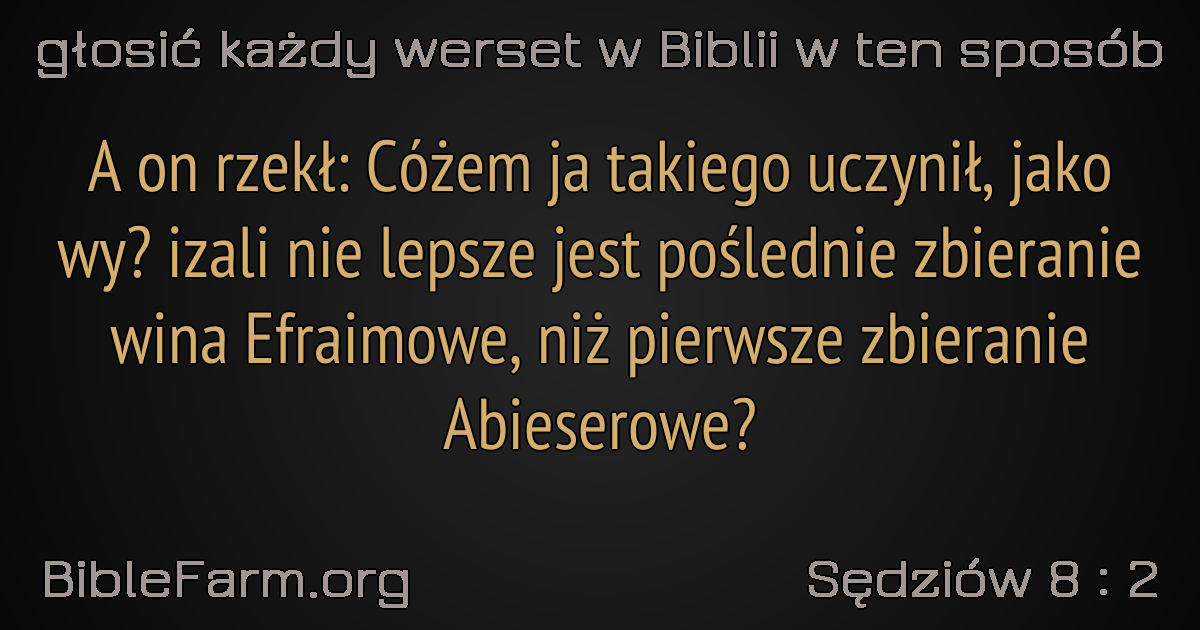 głosić każdy werset w Biblii w ten sposób
A on rzekł: Cóżem ja takiego uczynił, jako
wy? izali nie lepsze jest poślednie zbieranie
wina Efraimowe, niż pierwsze zbieranie
Abieserowe?
BibleFarm.org
Sędziów 8 : 2